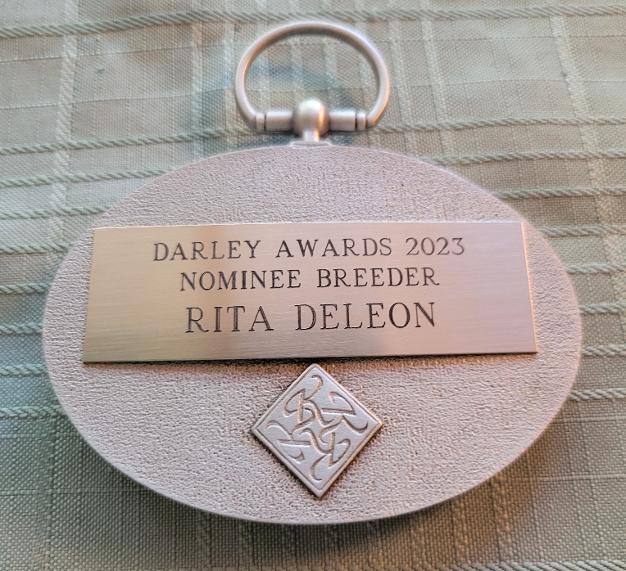 DARLEY AWARDS 2023
NOMINEE BREEDER
RITA DELEON